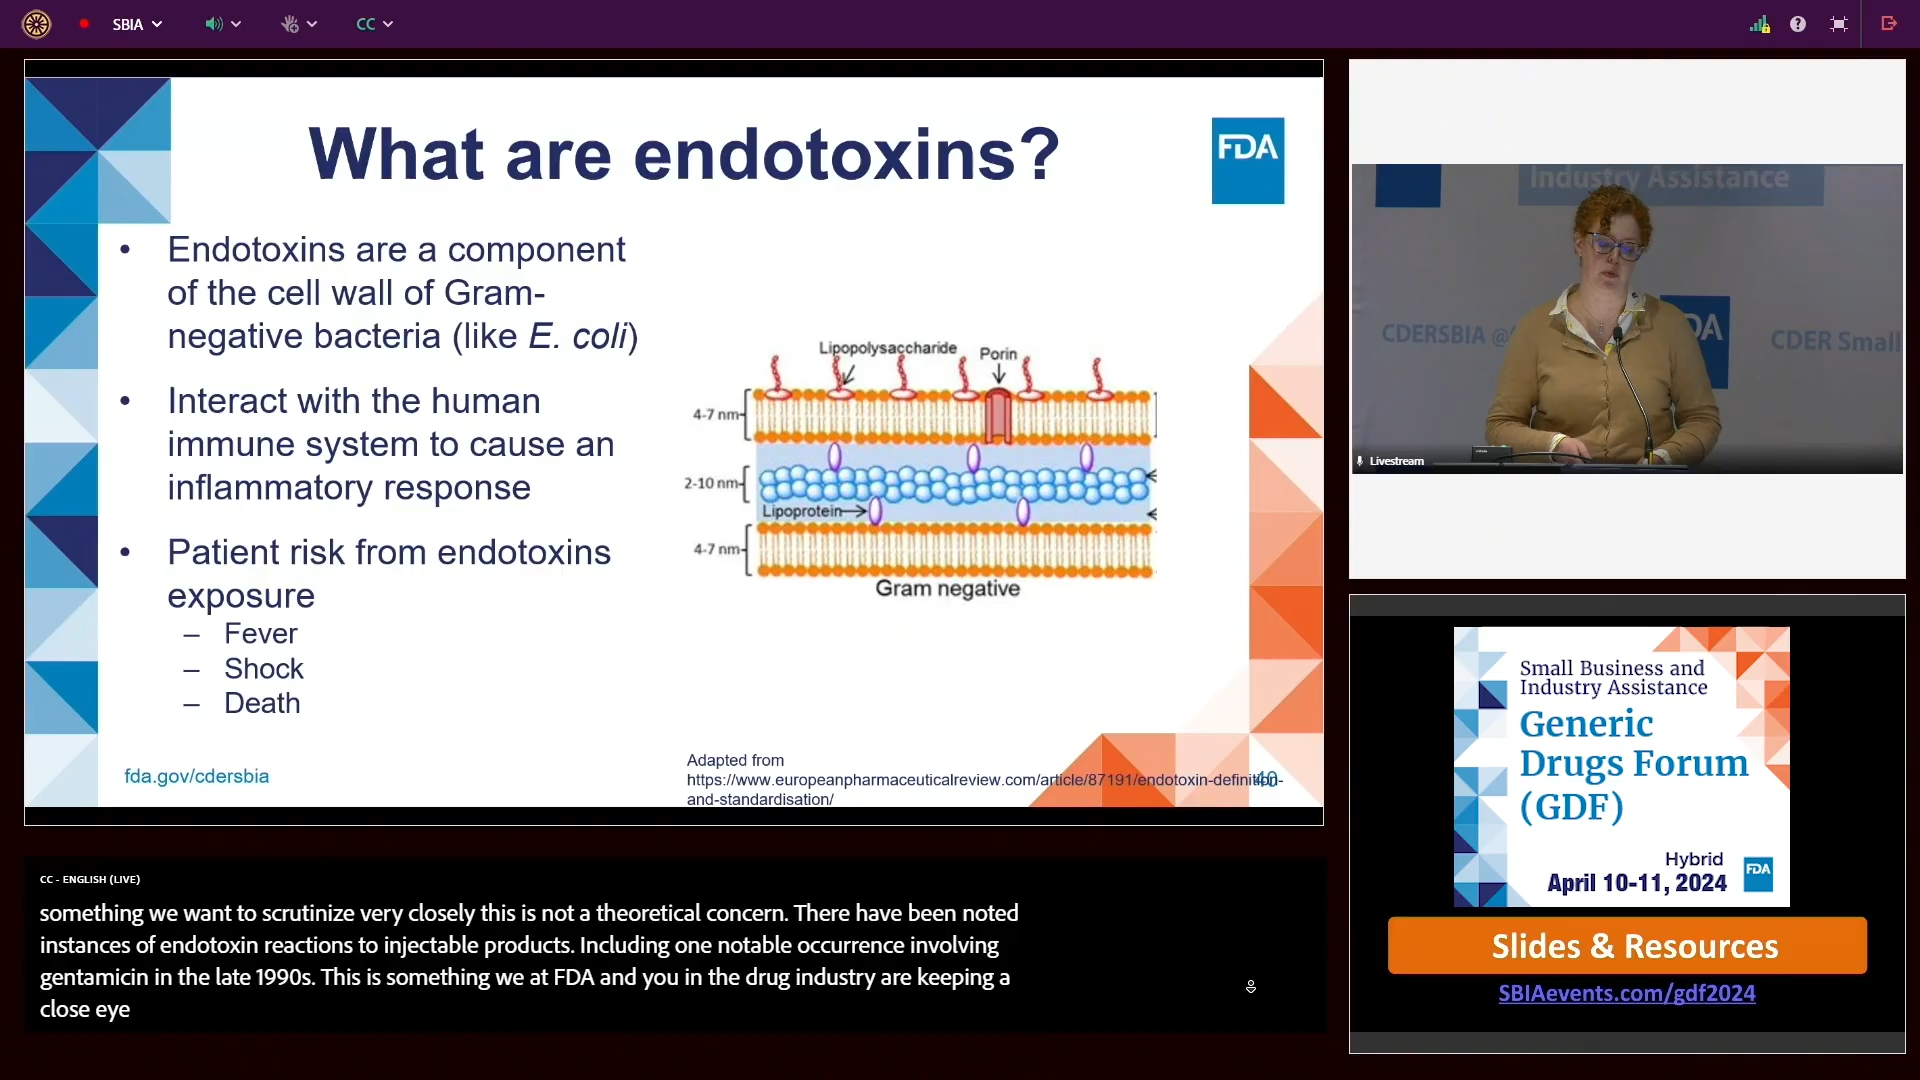 SBIA
CC
What are endotoxins?
FDA
• Endotoxins are a component
of the cell wall of Gram-
negative bacteria (like E. coli)
• Interact with the human
immune system to cause an
inflammatory response
• Patient risk from endotoxins
exposure
– Fever
– Shock
– Death
Lipopolysaccharide
Porin
4-7 nm
2-10 nm
Lipoprotein
4-7 nm
Gram negative
fda.gov/cdersbia
Adapted from
https://www.europeanpharmaceuticalreview.com/article/87191/endotoxin-definition-
and-standardisation/
40
Industry Assistance
CDERSBIA
CDER Small
Livestream
Small Business and
Industry Assistance
Generic
Drugs Forum
(GDF)
Hybrid
April 10-11, 2024
FDA
Slides & Resources
SBIAevents.com/gdf2024
CC - ENGLISH (LIVE)
something we want to scrutinize very closely this is not a theoretical concern. There have been noted
instances of endotoxin reactions to injectable products. Including one notable occurrence involving
gentamicin in the late 1990s. This is something we at FDA and you in the drug industry are keeping a
close eye